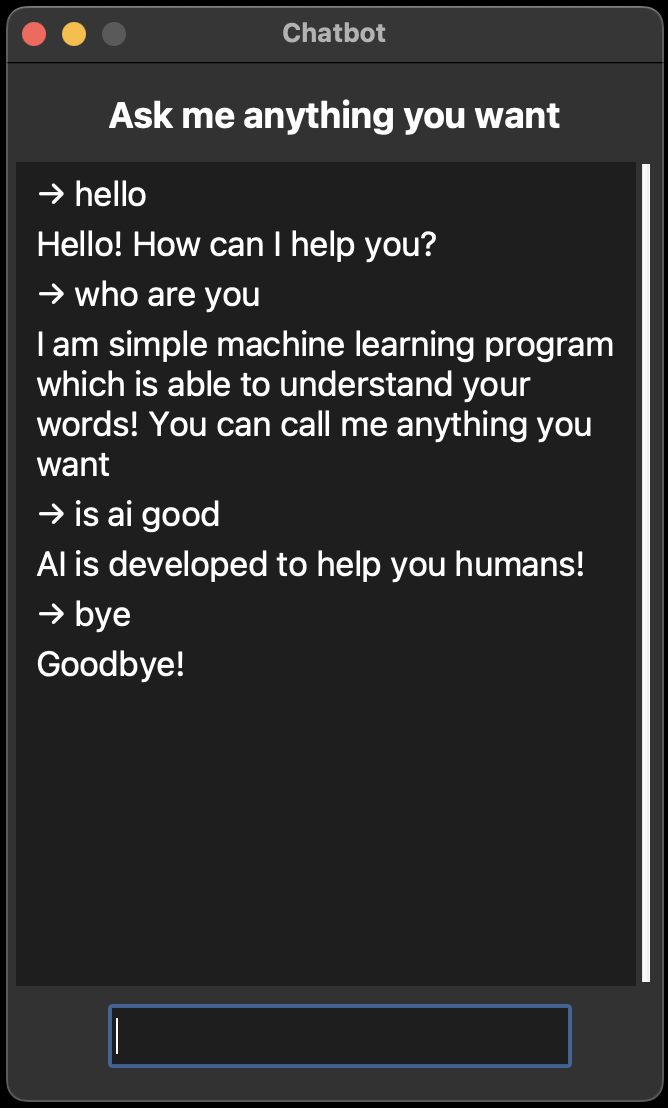 Chatbot
Ask me anything you want
→ hello
Hello! How can I help you?
→ who are you
I am simple machine learning program
which is able to understand your
words! You can call me anything you
want
→ is ai good
AI is developed to help you humans!
→ bye
Goodbye!